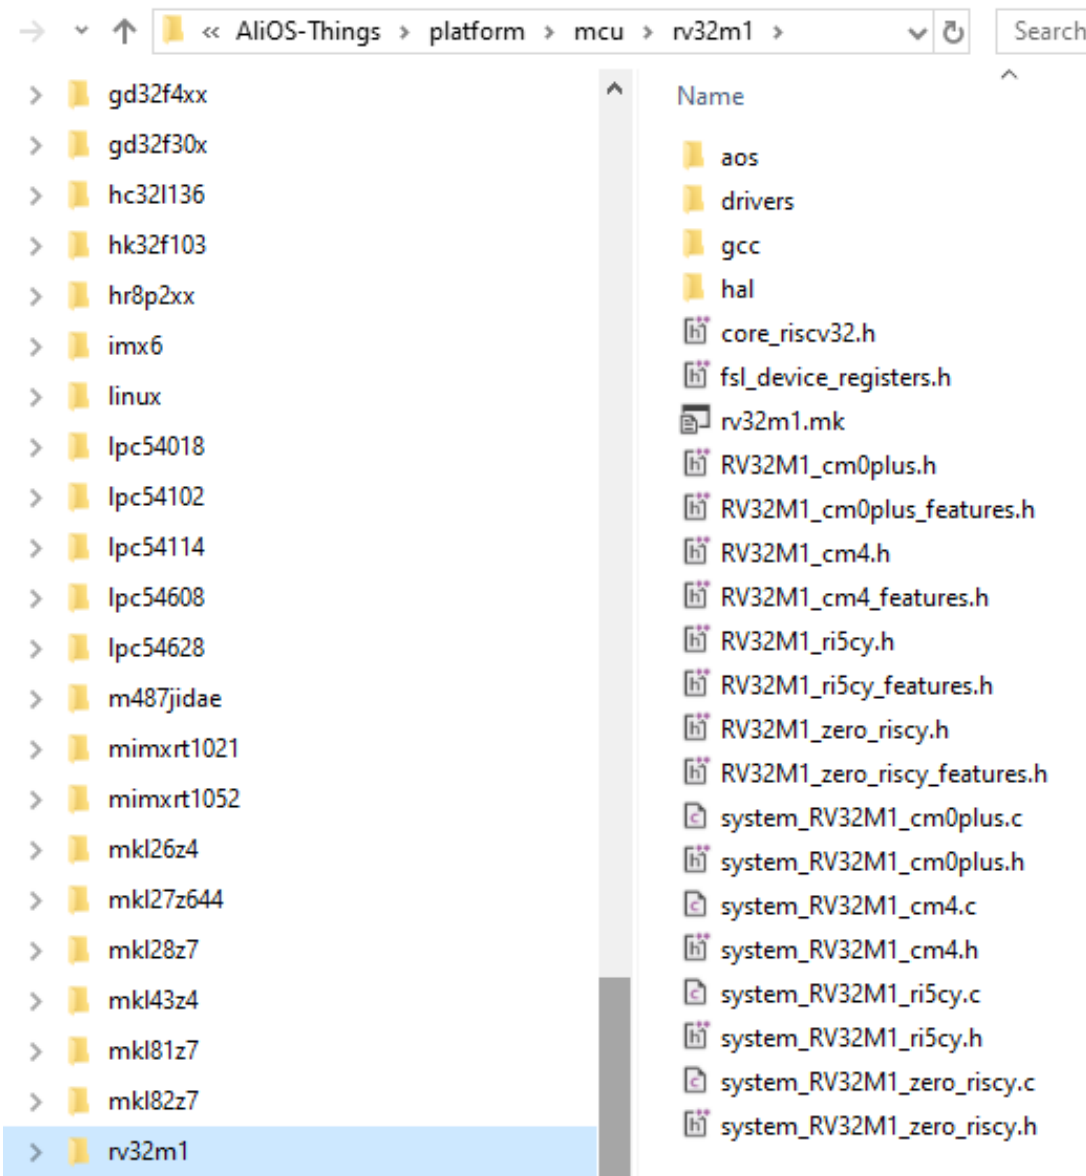 « AliOS-Things > platform > mcu > rv32m1 >
Search
gd32f4xx
gd32f30x
hc32l136
hk32f103
hr8p2xx
imx6
linux
lpc54018
lpc54102
lpc54114
lpc54608
lpc54628
m487jidae
mimxrt1021
mimxrt1052
mkl26z4
mkl27z644
mkl28z7
mkl43z4
mkl81z7
mkl82z7
rv32m1
Name
aos
drivers
gcc
hal
core_riscv32.h
fsl_device_registers.h
rv32m1.mk
RV32M1_cm0plus.h
RV32M1_cm0plus_features.h
RV32M1_cm4.h
RV32M1_cm4_features.h
RV32M1_ri5cy.h
RV32M1_ri5cy_features.h
RV32M1_zero_riscy.h
RV32M1_zero_riscy_features.h
system_RV32M1_cm0plus.c
system_RV32M1_cm0plus.h
system_RV32M1_cm4.c
system_RV32M1_cm4.h
system_RV32M1_ri5cy.c
system_RV32M1_ri5cy.h
system_RV32M1_zero_riscy.c
system_RV32M1_zero_riscy.h